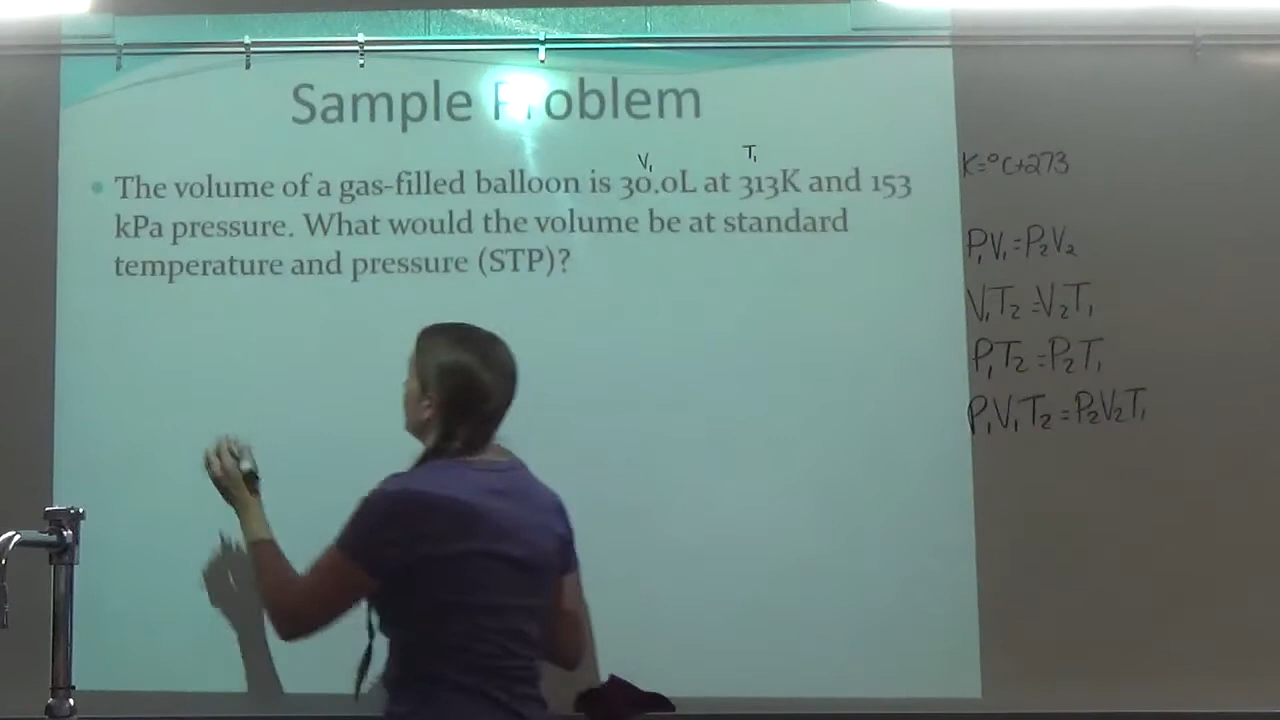 Sample Problem
V₁ T₁
The volume of a gas-filled balloon is 30.0L at 313K and 153
kPa pressure. What would the volume be at standard
temperature and pressure (STP)?
K=°C+273
P₁V₁=P₂V₂
V₁T₂=V₂T₁
P₁T₂=P₂T₁
P₁V₁T₂=P₂V₂T₁